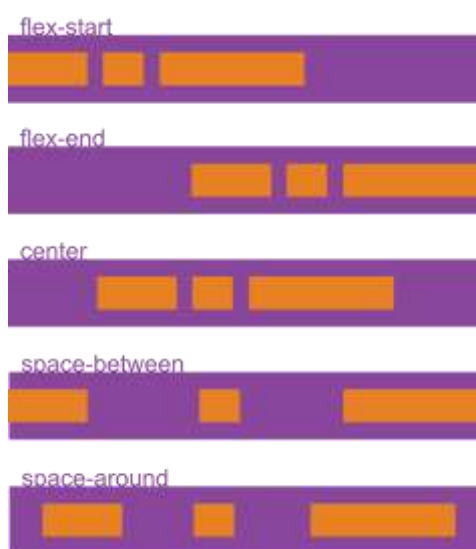 flex-start
flex-end
center
space-between
space-around